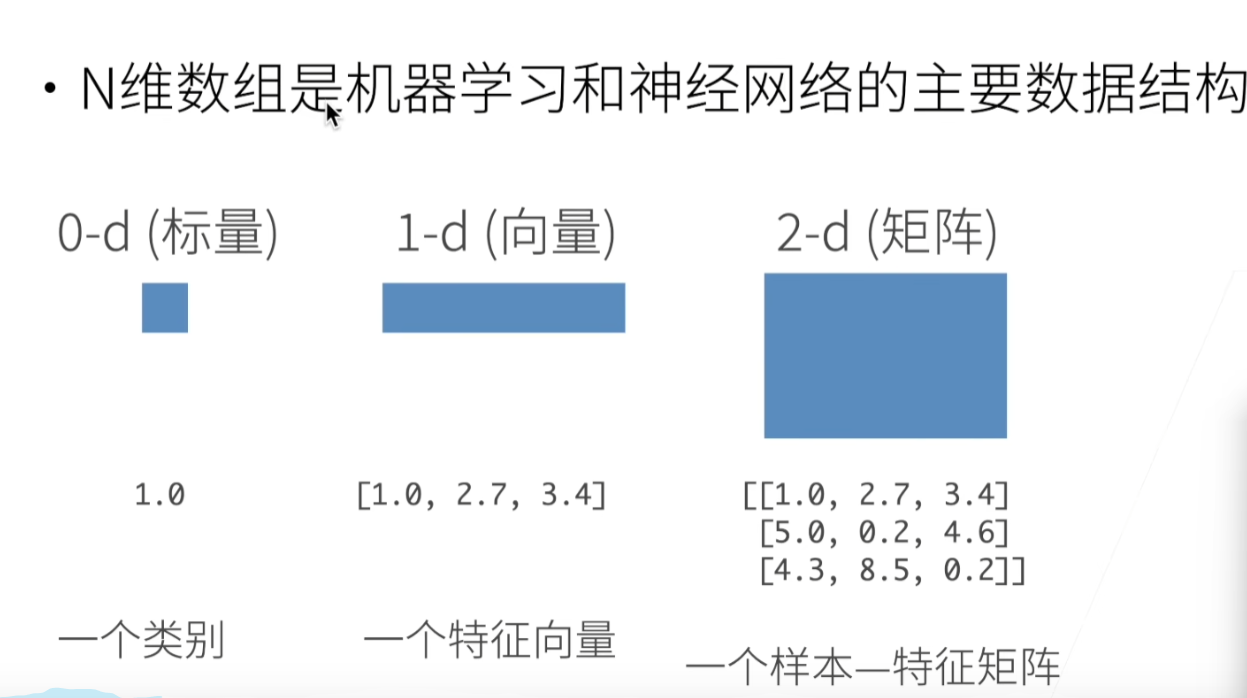 • N维数组是机器学习和神经网络的主要数据结构
0-d (标量)
1-d (向量)
2-d (矩阵)
1.0
[1.0, 2.7, 3.4]
[[1.0, 2.7, 3.4]
[5.0, 0.2, 4.6]
[4.3, 8.5, 0.2]]
一个类别
一个特征向量
一个样本—特征矩阵